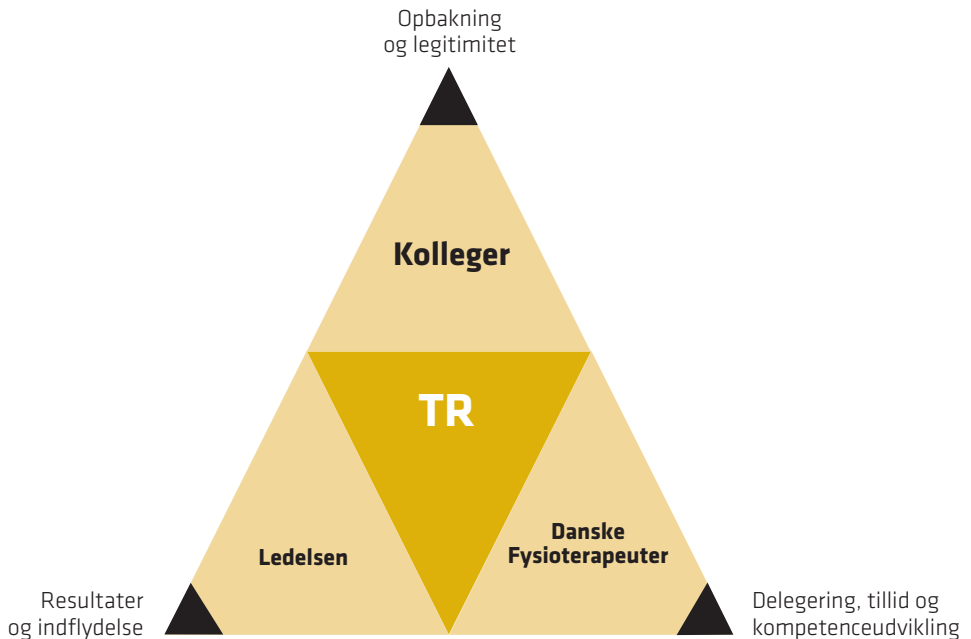 Opbakning
og legitimitet
Kolleger
TR
Ledelsen
Danske
Fysioterapeuter
Resultater
og indflydelse
Delegering, tillid og
kompetenceudvikling